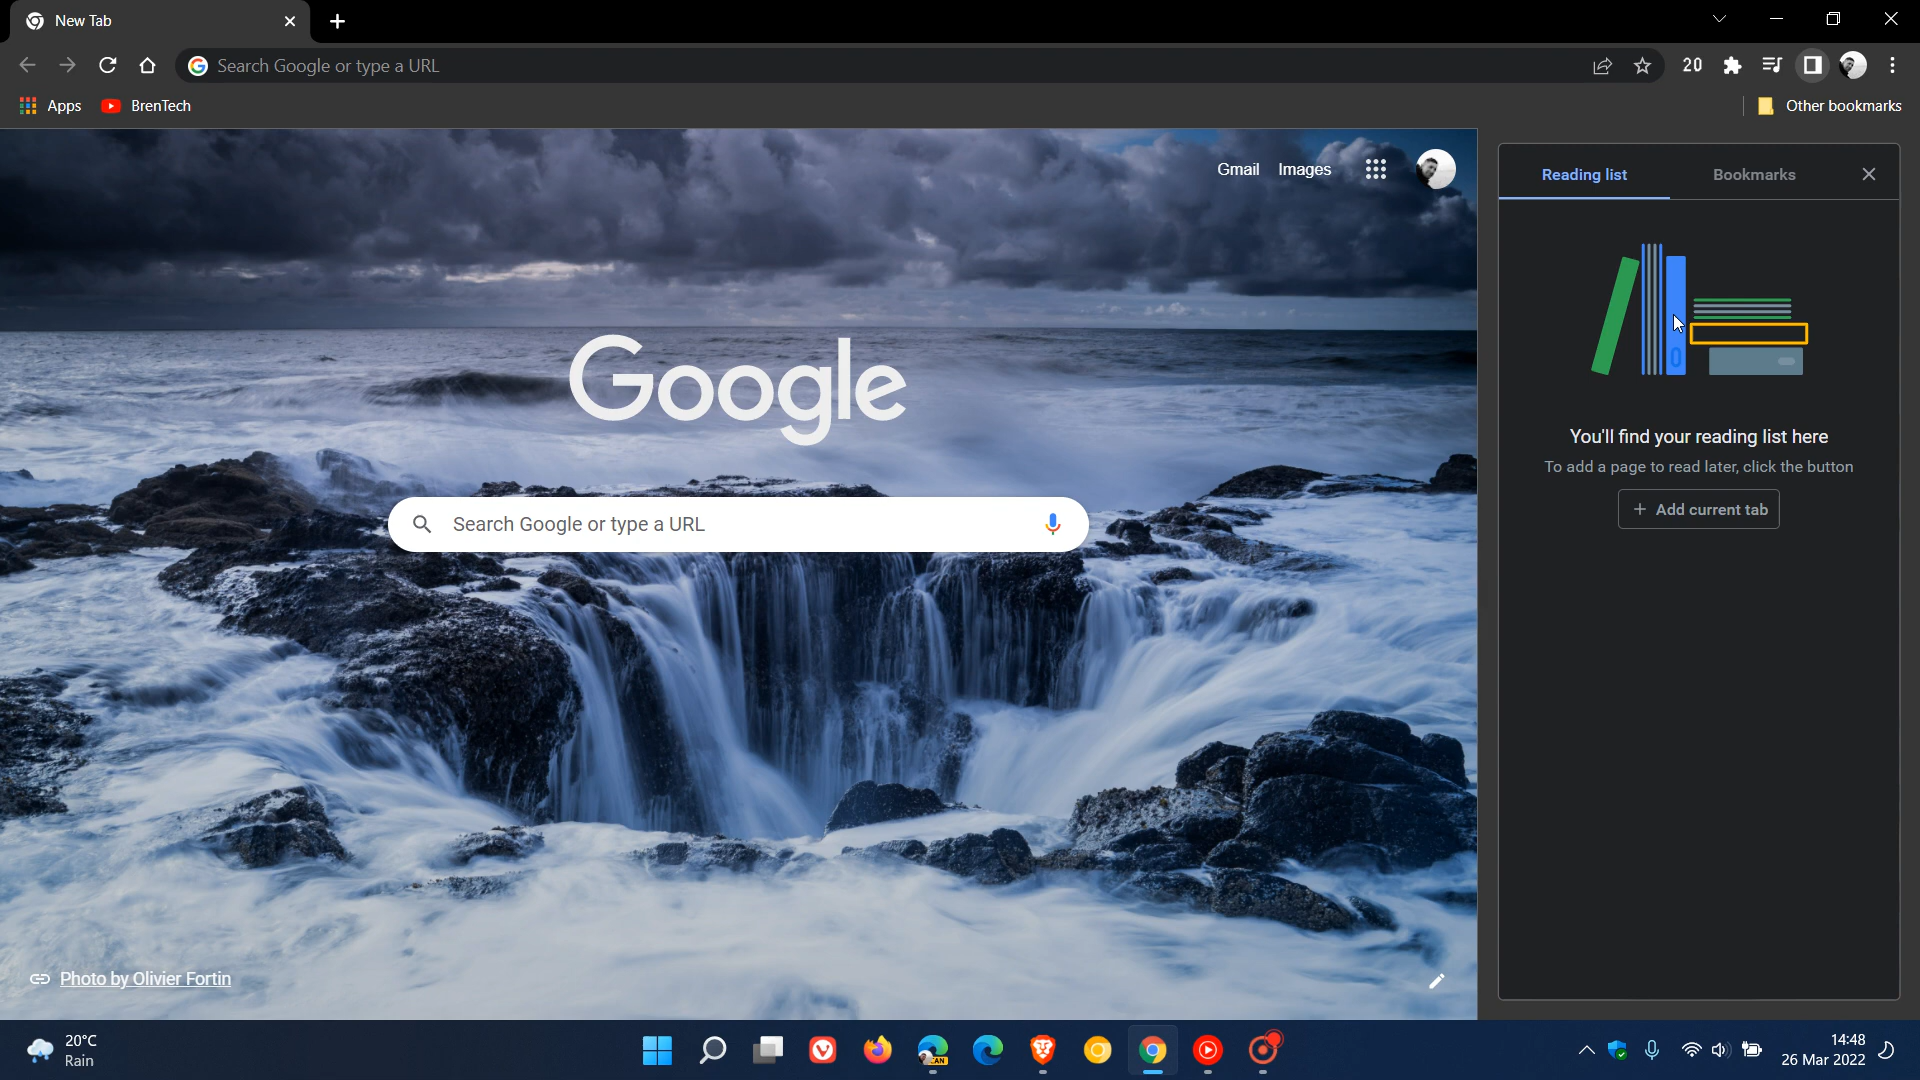 New Tab
Search Google or type a URL
20
Apps
BrenTech
Other bookmarks
Gmail
Images
Reading list
Bookmarks
Google
You'll find your reading list here
To add a page to read later, click the button
+ Add current tab
Search Google or type a URL
Photo by Olivier Fortin
20°C
Rain
CAN
14:48
26 Mar 2022